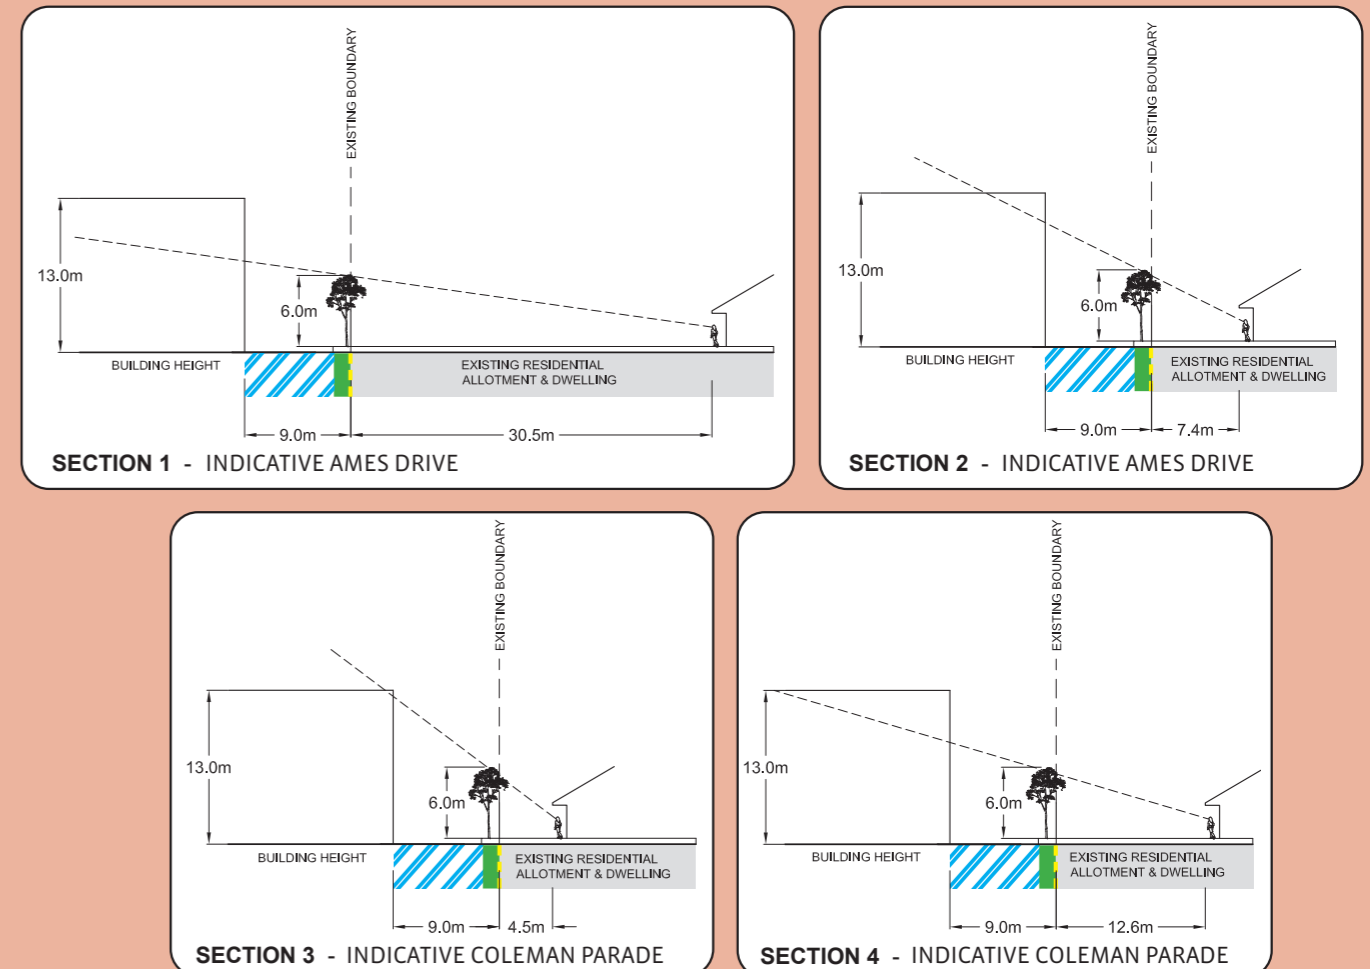 EXISTING BOUNDARY
13.0m
6.0m
BUILDING HEIGHT
EXISTING RESIDENTIAL
ALLOTMENT & DWELLING
9.0m
30.5m
SECTION 1 - INDICATIVE AMES DRIVE
EXISTING BOUNDARY
13.0m
6.0m
BUILDING HEIGHT
EXISTING RESIDENTIAL
ALLOTMENT & DWELLING
9.0m
7.4m
SECTION 2 - INDICATIVE AMES DRIVE
EXISTING BOUNDARY
13.0m
6.0m
BUILDING HEIGHT
EXISTING RESIDENTIAL
ALLOTMENT & DWELLING
9.0m
4.5m
SECTION 3 - INDICATIVE COLEMAN PARADE
EXISTING BOUNDARY
13.0m
6.0m
BUILDING HEIGHT
EXISTING RESIDENTIAL
ALLOTMENT & DWELLING
9.0m
12.6m
SECTION 4 - INDICATIVE COLEMAN PARADE